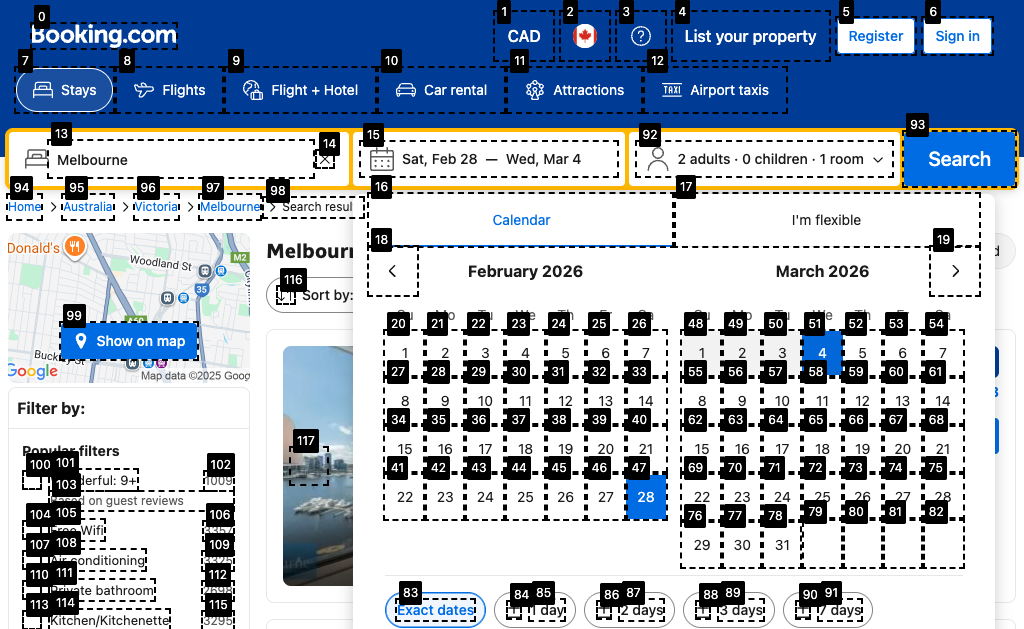 0 1 2 3 4 5 6
Booking.com CAD List your property Register Sign in
7 8 9 10 11 12
Stays Flights Flight + Hotel Car rental Attractions Airport taxis
13 14 15 92 93
Melbourne Sat, Feb 28 — Wed, Mar 4 2 adults · 0 children · 1 room Search
94 95 96 97 98 16 17
Home Australia Victoria Melbourne Search resul
Calendar I'm flexible
18 19
February 2026 March 2026
Donald's
Woodland St
M2
35
99
Show on map
Google Map data ©2025 Goog
Melbourn
116
Sort by:
117
20 21 22 23 24 25 26 48 49 50 51 52 53 54
1 2 3 4 5 6 7 1 2 3 4 5 6 7
27 28 29 30 31 32 33 55 56 57 58 59 60 61
8 9 10 11 12 13 14 8 9 10 11 12 13 14
34 35 36 37 38 39 40 62 63 64 65 66 67 68
15 16 17 18 19 20 21 15 16 17 18 19 20 21
41 42 43 44 45 46 47 69 70 71 72 73 74 75
22 23 24 25 26 27 28 22 23 24 25 26 27 28
76 77 78 79 80 81 82
29 30 31
83 84 85 86 87 88 89 90 91
Exact dates 1 day 2 days 3 days 7 days
Filter by:
Popular filters
100 101 102
derful: 9+ 1009
103
Based on guest reviews
104 105 106
Free Wifi 3357
107 108 109
Air conditioning 3325
110 111 112
Private bathroom 2698
113 114 115
Kitchen/Kitchenette 3295